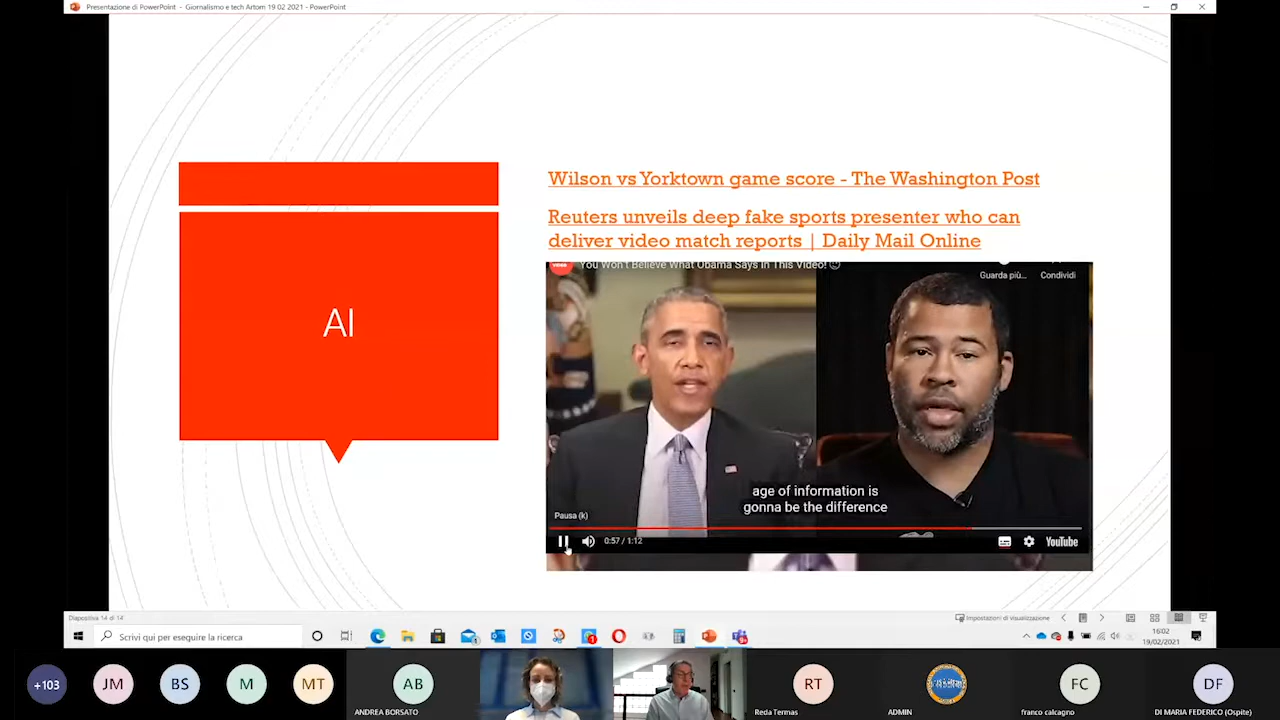 Presentazione di PowerPoint - Giornalismo e tech Artom 19 02 2021 - PowerPoint
AI
Wilson vs Yorktown game score - The Washington Post
Reuters unveils deep fake sports presenter who can
deliver video match reports | Daily Mail Online
You Won't Believe What Obama Says In This Video!
Guarda più...
Condividi
age of information is
gonna be the difference
Pausa (k)
0:57 / 1:12
YouTube
Diapositiva 14 di 14
Impostazioni di visualizzazione
Scrivi qui per eseguire la ricerca
16:02
19/02/2021
+103
JM
BS
M
MT
AB
RT
FC
DF
ANDREA BORSATO
Reda Termas
ADMIN
franco calcagno
DI MARIA FEDERICO (Ospite)